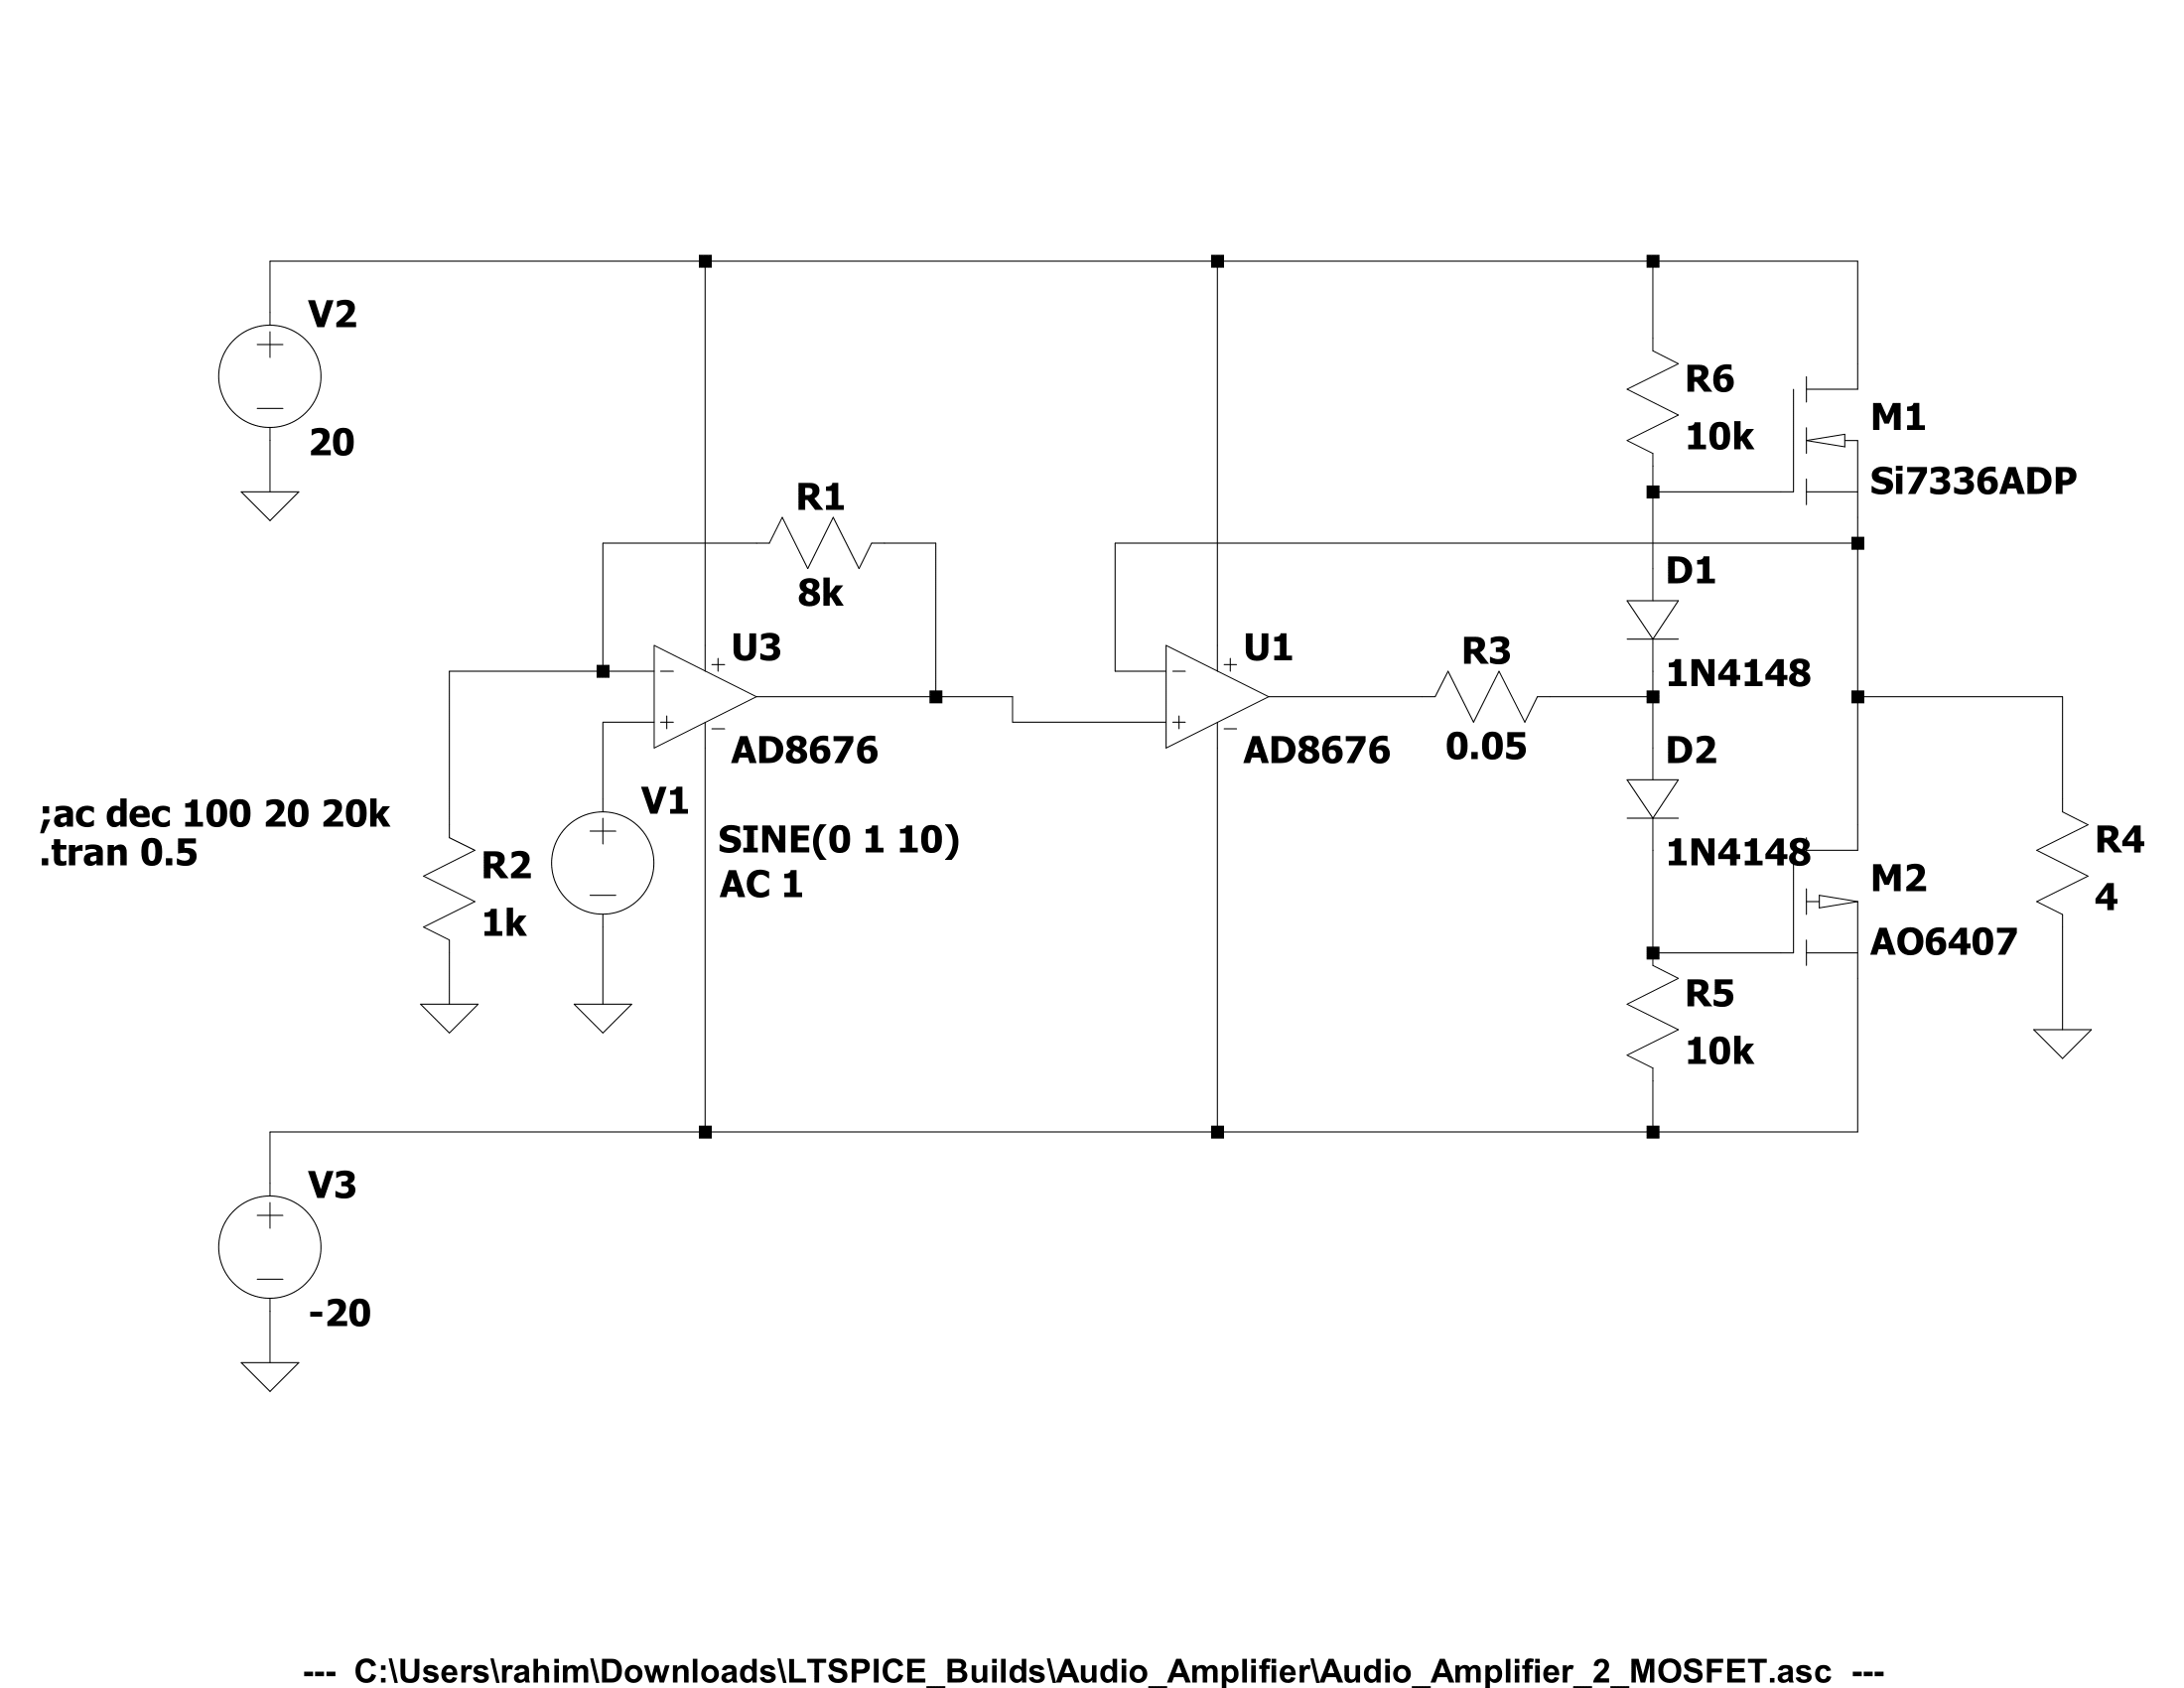 V2
20
R6
10k
M1
Si7336ADP
R1
8k
D1
1N4148
U3
AD8676
U1
AD8676
R3
0.05
D2
1N4148
V1
SINE(0 1 10)
AC 1
;ac dec 100 20 20k
.tran 0.5
R2
1k
M2
AO6407
R4
4
R5
10k
V3
-20
--- C:\Users\rahim\Downloads\LTSPICE_Builds\Audio_Amplifier\Audio_Amplifier_2_MOSFET.asc ---